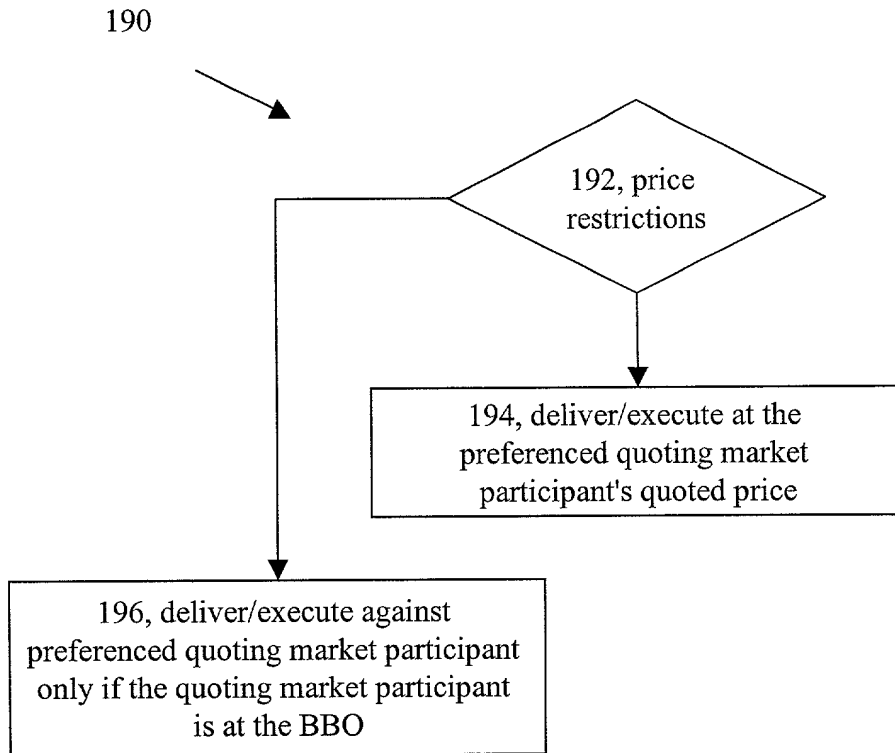 190
192, price
restrictions
194, deliver/execute at the
preferenced quoting market
participant's quoted price
196, deliver/execute against
preferenced quoting market participant
only if the quoting market participant
is at the BBO